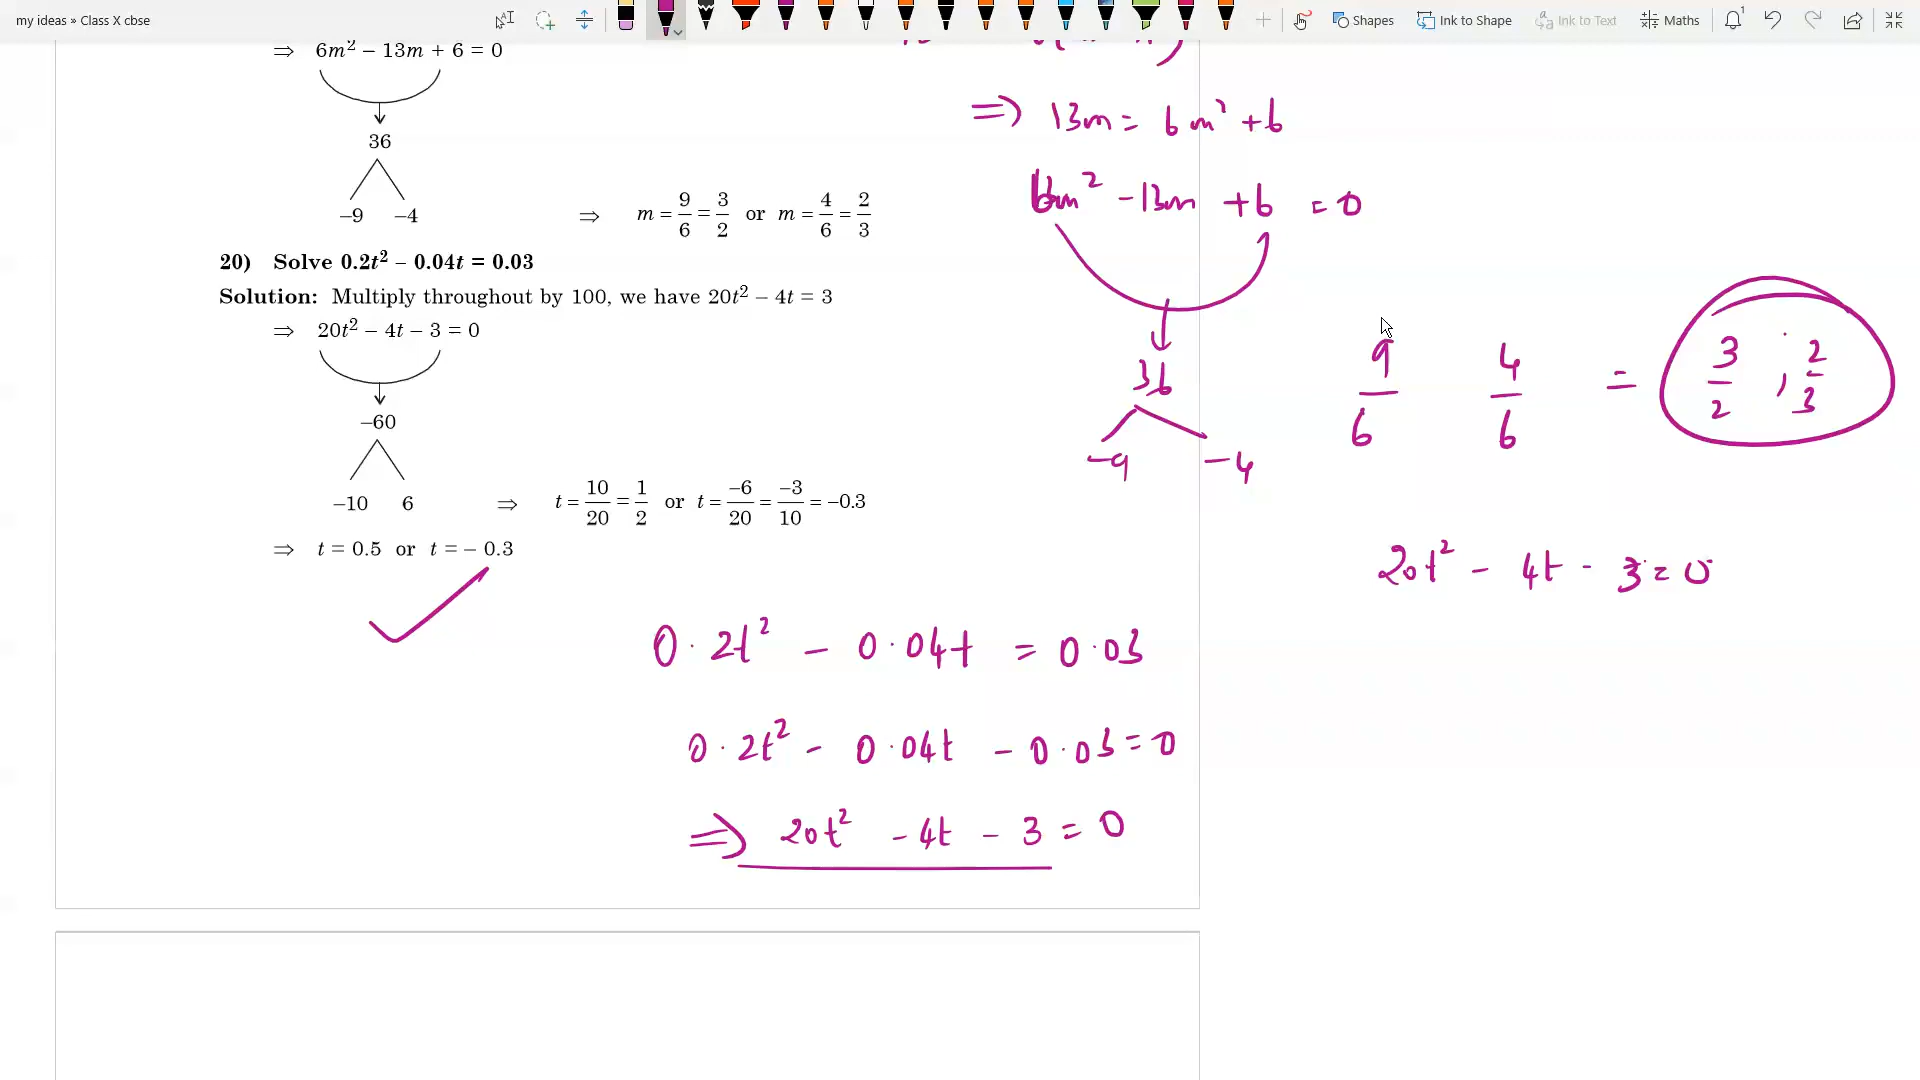 my ideas » Class X cbse
Shapes
Ink to Shape
Ink to Text
Maths
⇒ 6m² – 13m + 6 = 0
36
–9 –4
⇒ m = 9/6 = 3/2 or m = 4/6 = 2/3
20) Solve 0.2t² – 0.04t = 0.03
Solution: Multiply throughout by 100, we have 20t² – 4t = 3
⇒ 20t² – 4t – 3 = 0
–60
–10 6
⇒ t = 10/20 = 1/2 or t = –6/20 = –3/10 = –0.3
⇒ t = 0.5 or t = – 0.3
⇒ 13m = 6m² + 6
6m² – 13m + 6 = 0
36
–9 –4
9/6 4/6 = 3/2 , 2/3
20t² – 4t – 3 = 0
0.2t² – 0.04t = 0.03
0.2t² – 0.04t – 0.03 = 0
⇒ 20t² – 4t – 3 = 0